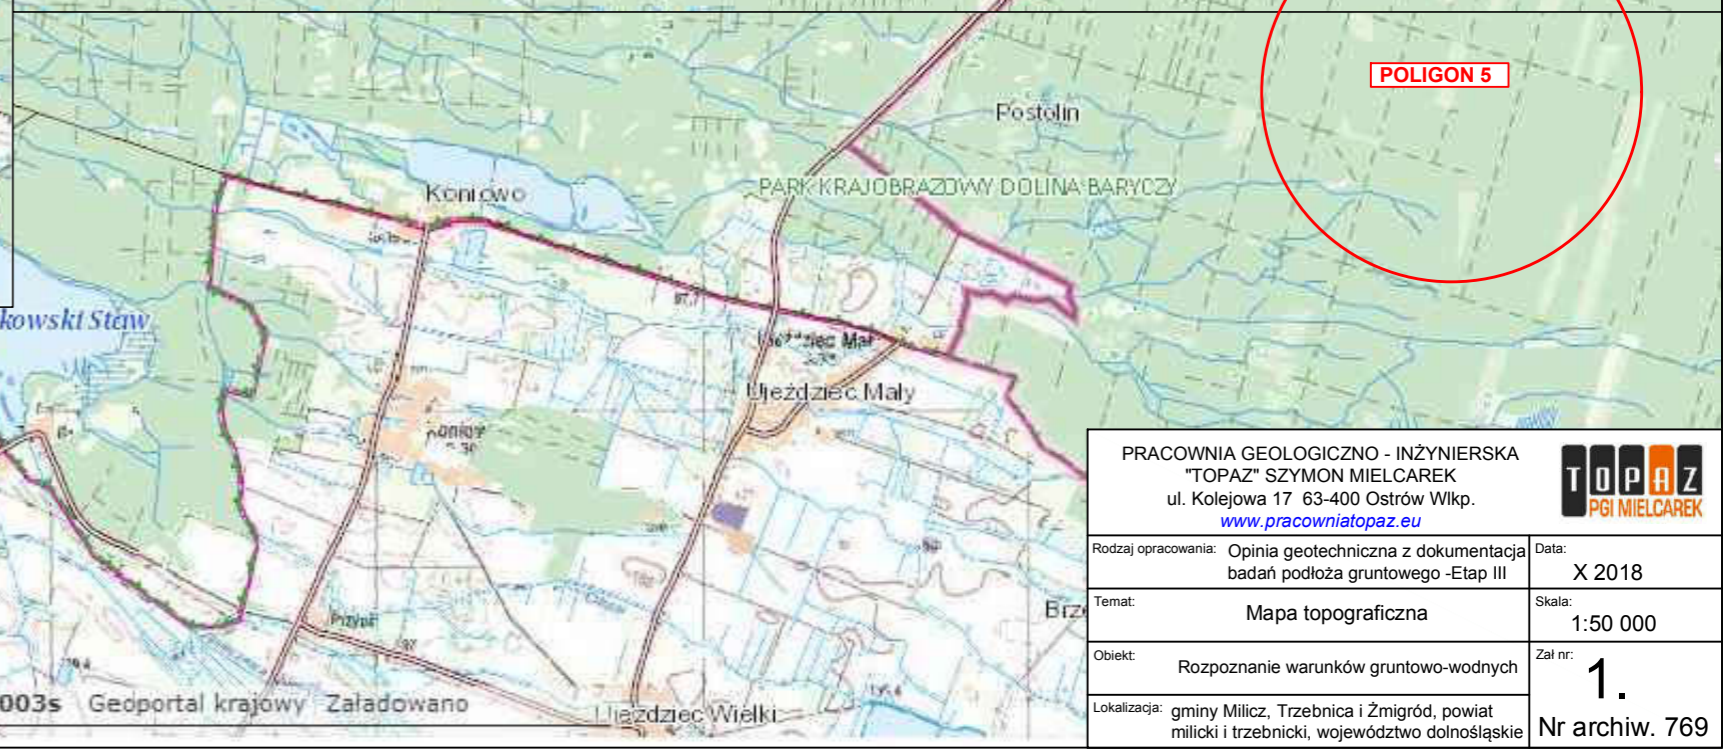 POLIGON 5
Postolin
PARK KRAJOBRAZOWY DOLINA BARYCZY
Koniowo
kowski Staw
Ujeździec Mały
Ujeździec Wielki
Brze
003s Geoportal krajowy Załadowano
PRACOWNIA GEOLOGICZNO - INŻYNIERSKA
"TOPAZ" SZYMON MIELCAREK
ul. Kolejowa 17 63-400 Ostrów Wlkp.
www.pracowniatopaz.eu
TOPAZ
PGI MIELCAREK
Rodzaj opracowania: Opinia geotechniczna z dokumentacja
badań podłoża gruntowego -Etap III
Data:
X 2018
Temat:
Mapa topograficzna
Skala:
1:50 000
Obiekt:
Rozpoznanie warunków gruntowo-wodnych
Zał nr:
1.
Nr archiw. 769
Lokalizacja: gminy Milicz, Trzebnica i Żmigród, powiat
milicki i trzebnicki, województwo dolnośląskie